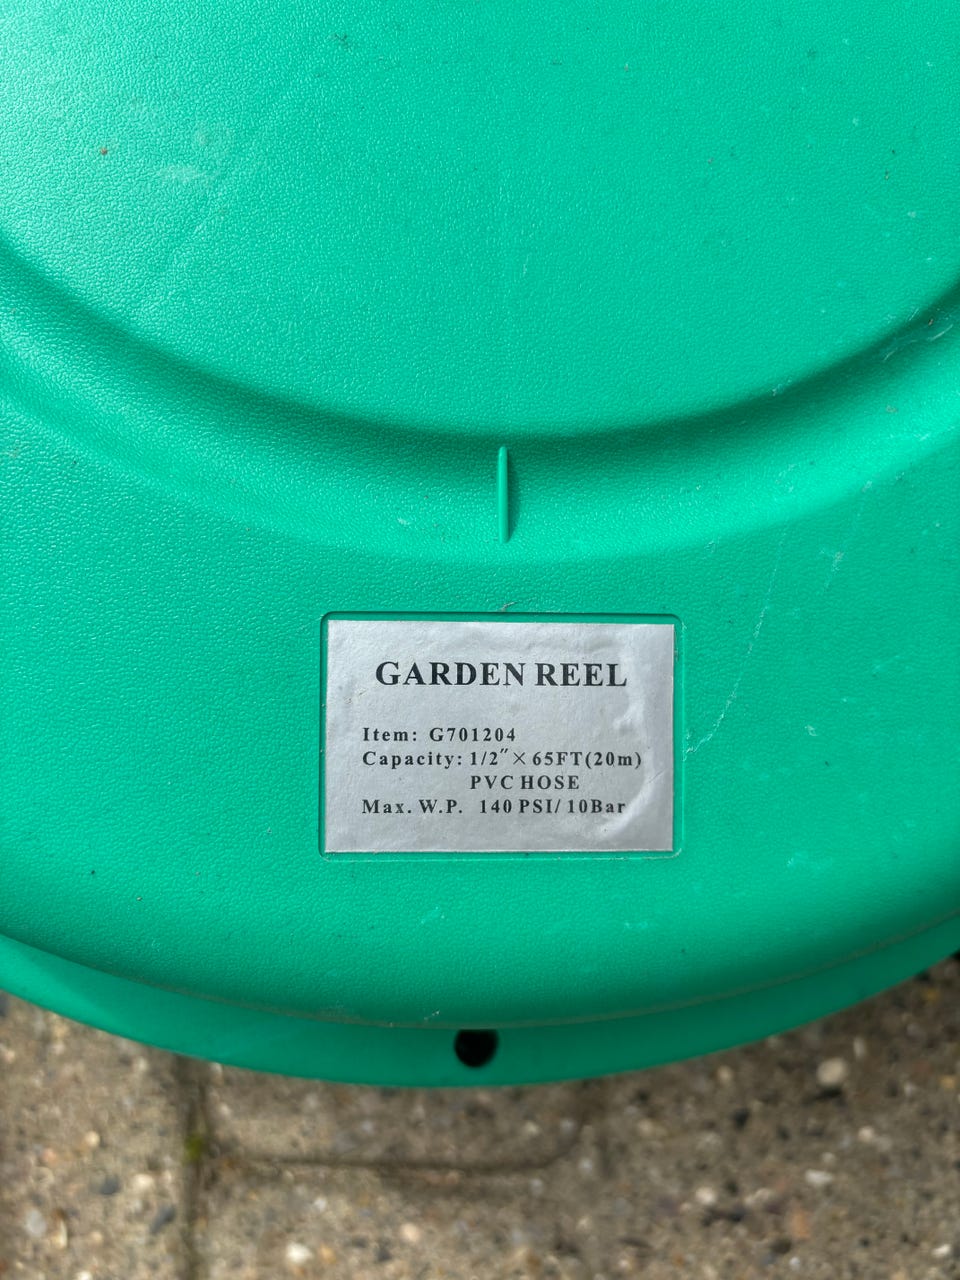 GARDEN REEL
Item: G701204
Capacity: 1/2″×65FT(20m)
PVC HOSE
Max. W.P. 140 PSI/10Bar